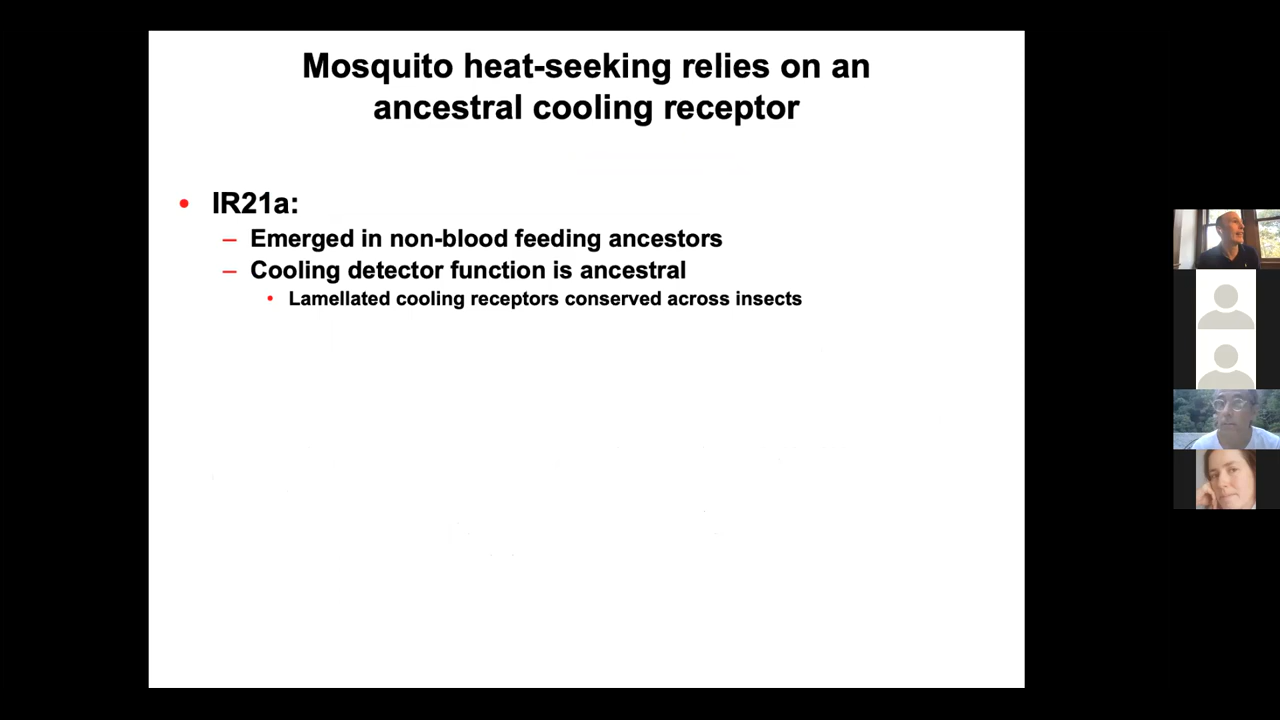 Mosquito heat-seeking relies on an
ancestral cooling receptor
• IR21a:
– Emerged in non-blood feeding ancestors
– Cooling detector function is ancestral
• Lamellated cooling receptors conserved across insects